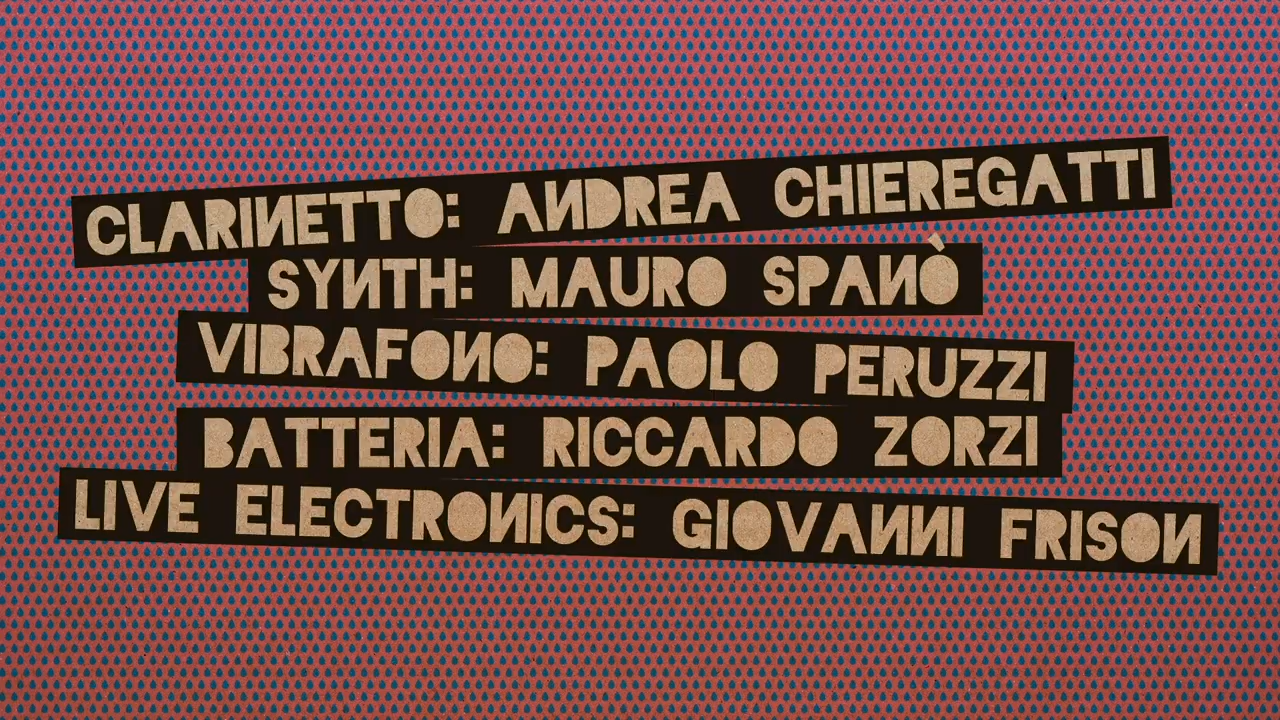 CLARINETTO: ANDREA CHIEREGATTI
SYNTH: MAURO SPANÒ
VIBRAFONO: PAOLO PERUZZI
BATTERIA: RICCARDO ZORZI
LIVE ELECTRONICS: GIOVANNI FRISON